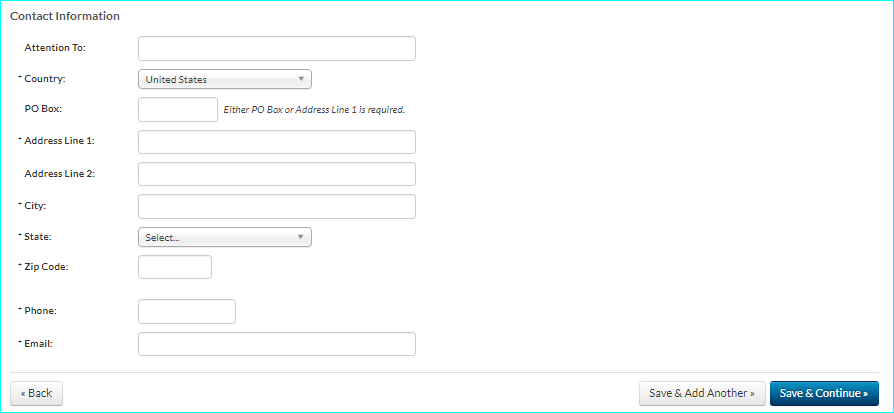 Contact Information
Attention To:
* Country: United States
PO Box: Either PO Box or Address Line 1 is required.
* Address Line 1:
Address Line 2:
* City:
* State: Select...
* Zip Code:
* Phone:
* Email:
« Back Save & Add Another » Save & Continue »